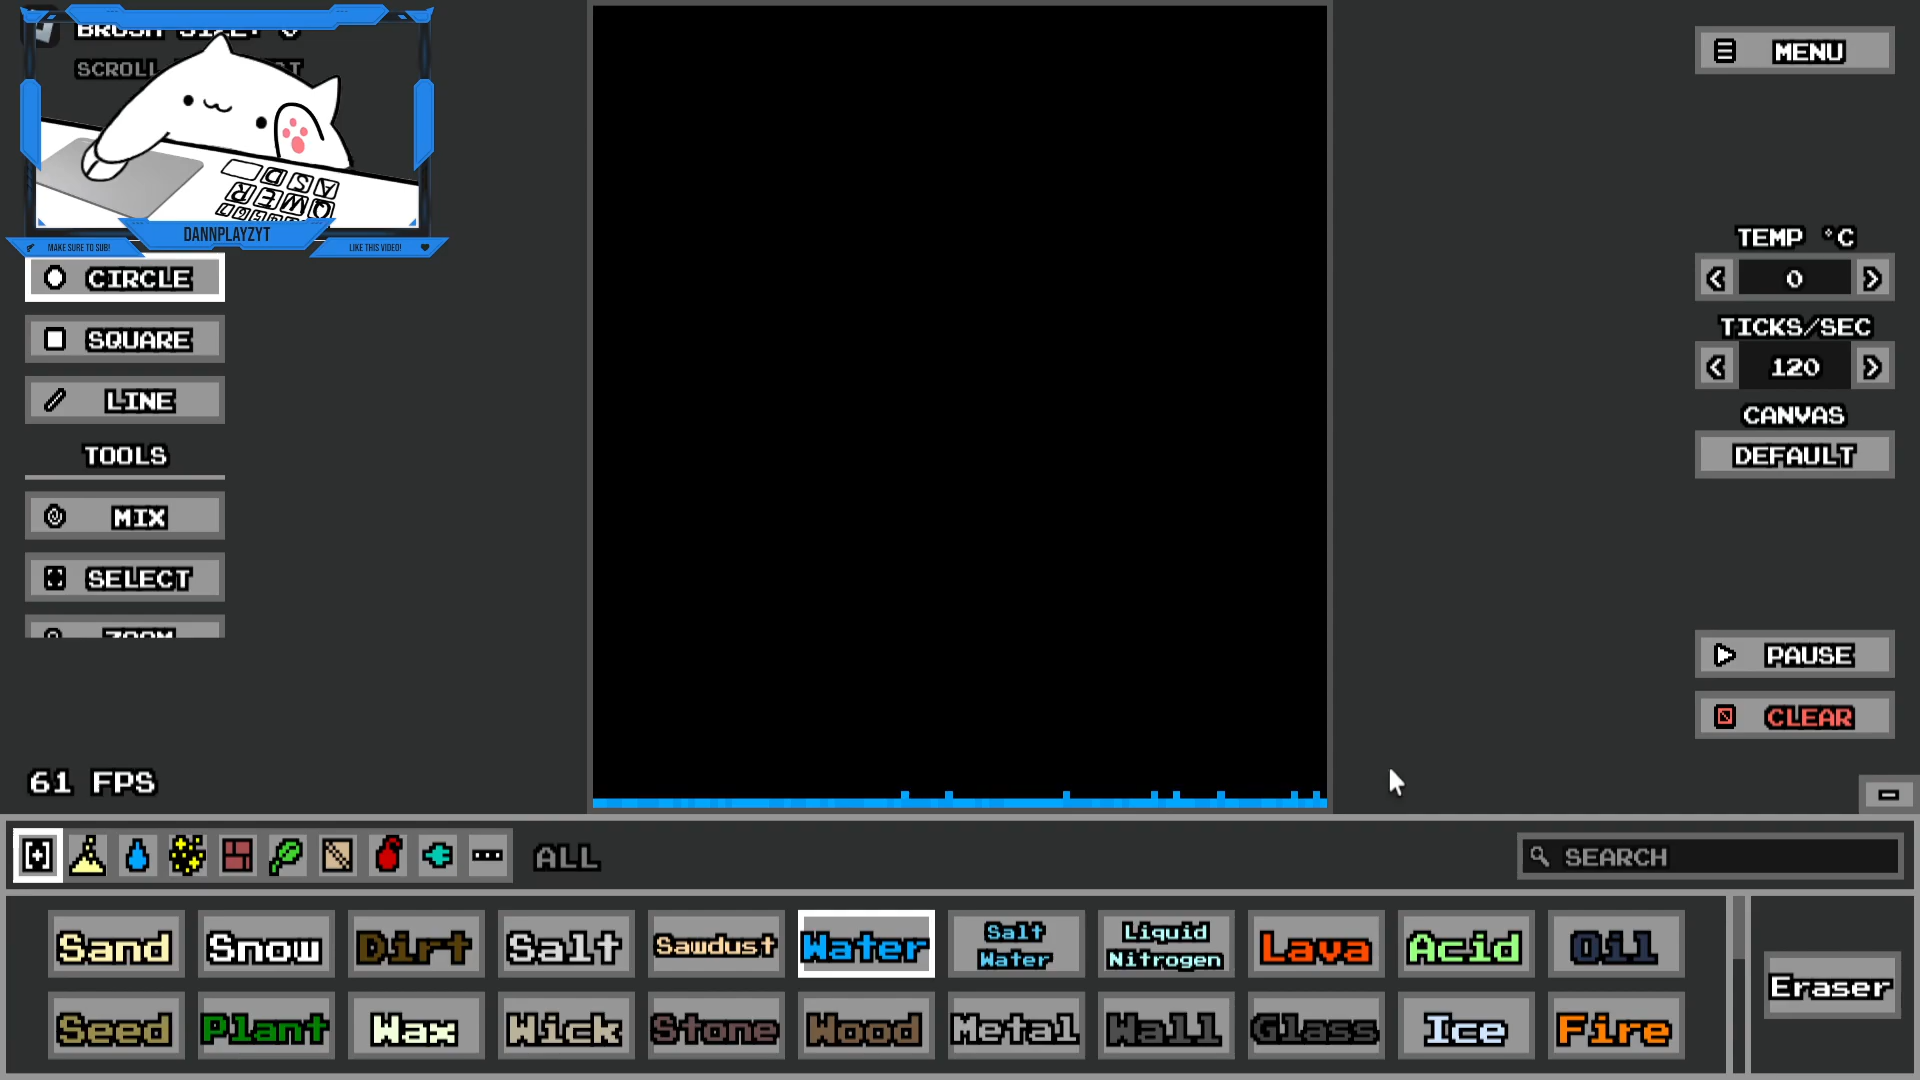 SCROLL
DANNPLAYZYT
MAKE SURE TO SUB!
LIKE THIS VIDEO!
A S D
Q W E R
CIRCLE
SQUARE
LINE
TOOLS
MIX
SELECT
ZOOM
61 FPS
MENU
TEMP °C
< 0 >
TICKS/SEC
< 120 >
CANVAS
DEFAULT
PAUSE
CLEAR
ALL
SEARCH
Sand Snow Dirt Salt Sawdust Water Salt Water Liquid Nitrogen Lava Acid Oil
Seed Plant Wax Wick Stone Wood Metal Wall Glass Ice Fire
Eraser